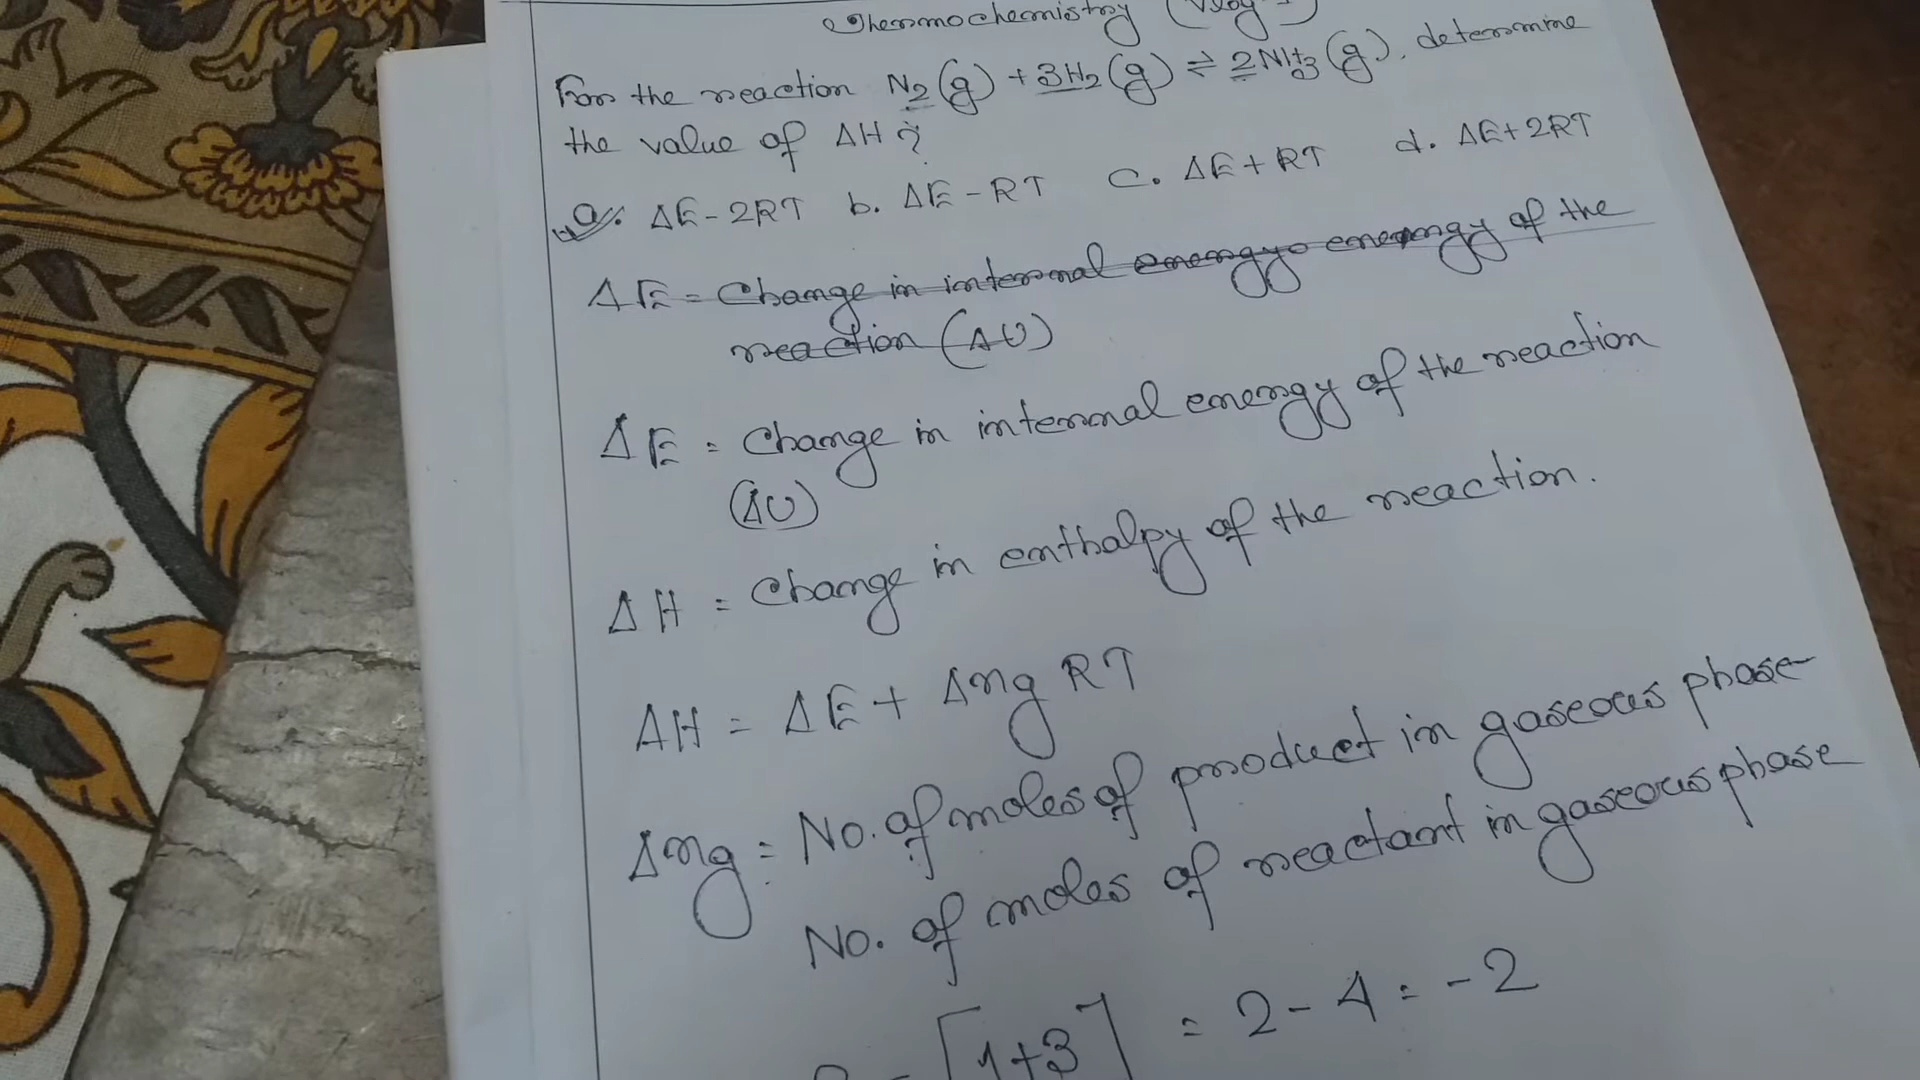 Thermochemistry
For the reaction N2(g) + 3H2(g) ⇌ 2NH3(g), determine
the value of ΔH?
a. ΔE - 2RT b. ΔE - RT c. ΔE + RT d. ΔE + 2RT
ΔE = Change in internal energy energy of the
reaction (ΔU)
ΔE = Change in internal energy of the reaction
(ΔU)
ΔH = Change in enthalpy of the reaction.
ΔH = ΔE + Δng RT
Δng = No. of moles of product in gaseous phase -
No. of moles of reactant in gaseous phase
- [1+3] = 2 - 4 = -2